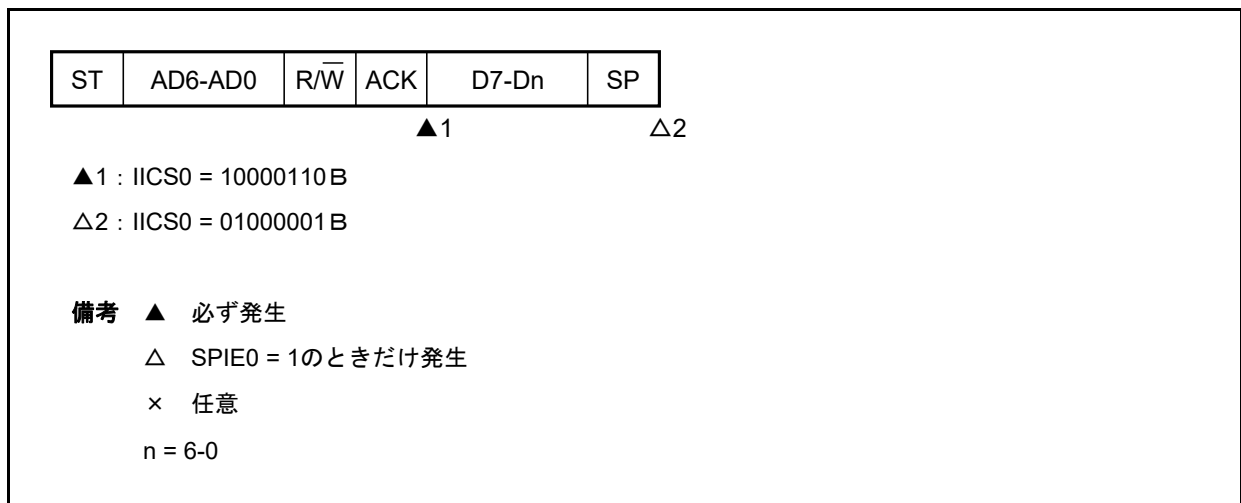 ST AD6-AD0 R/W̅ ACK D7-Dn SP
▲1 △2
▲1：IICS0 = 10000110Ｂ
△2：IICS0 = 01000001Ｂ
備考 ▲ 必ず発生
△ SPIE0 = 1のときだけ発生
× 任意
n = 6-0